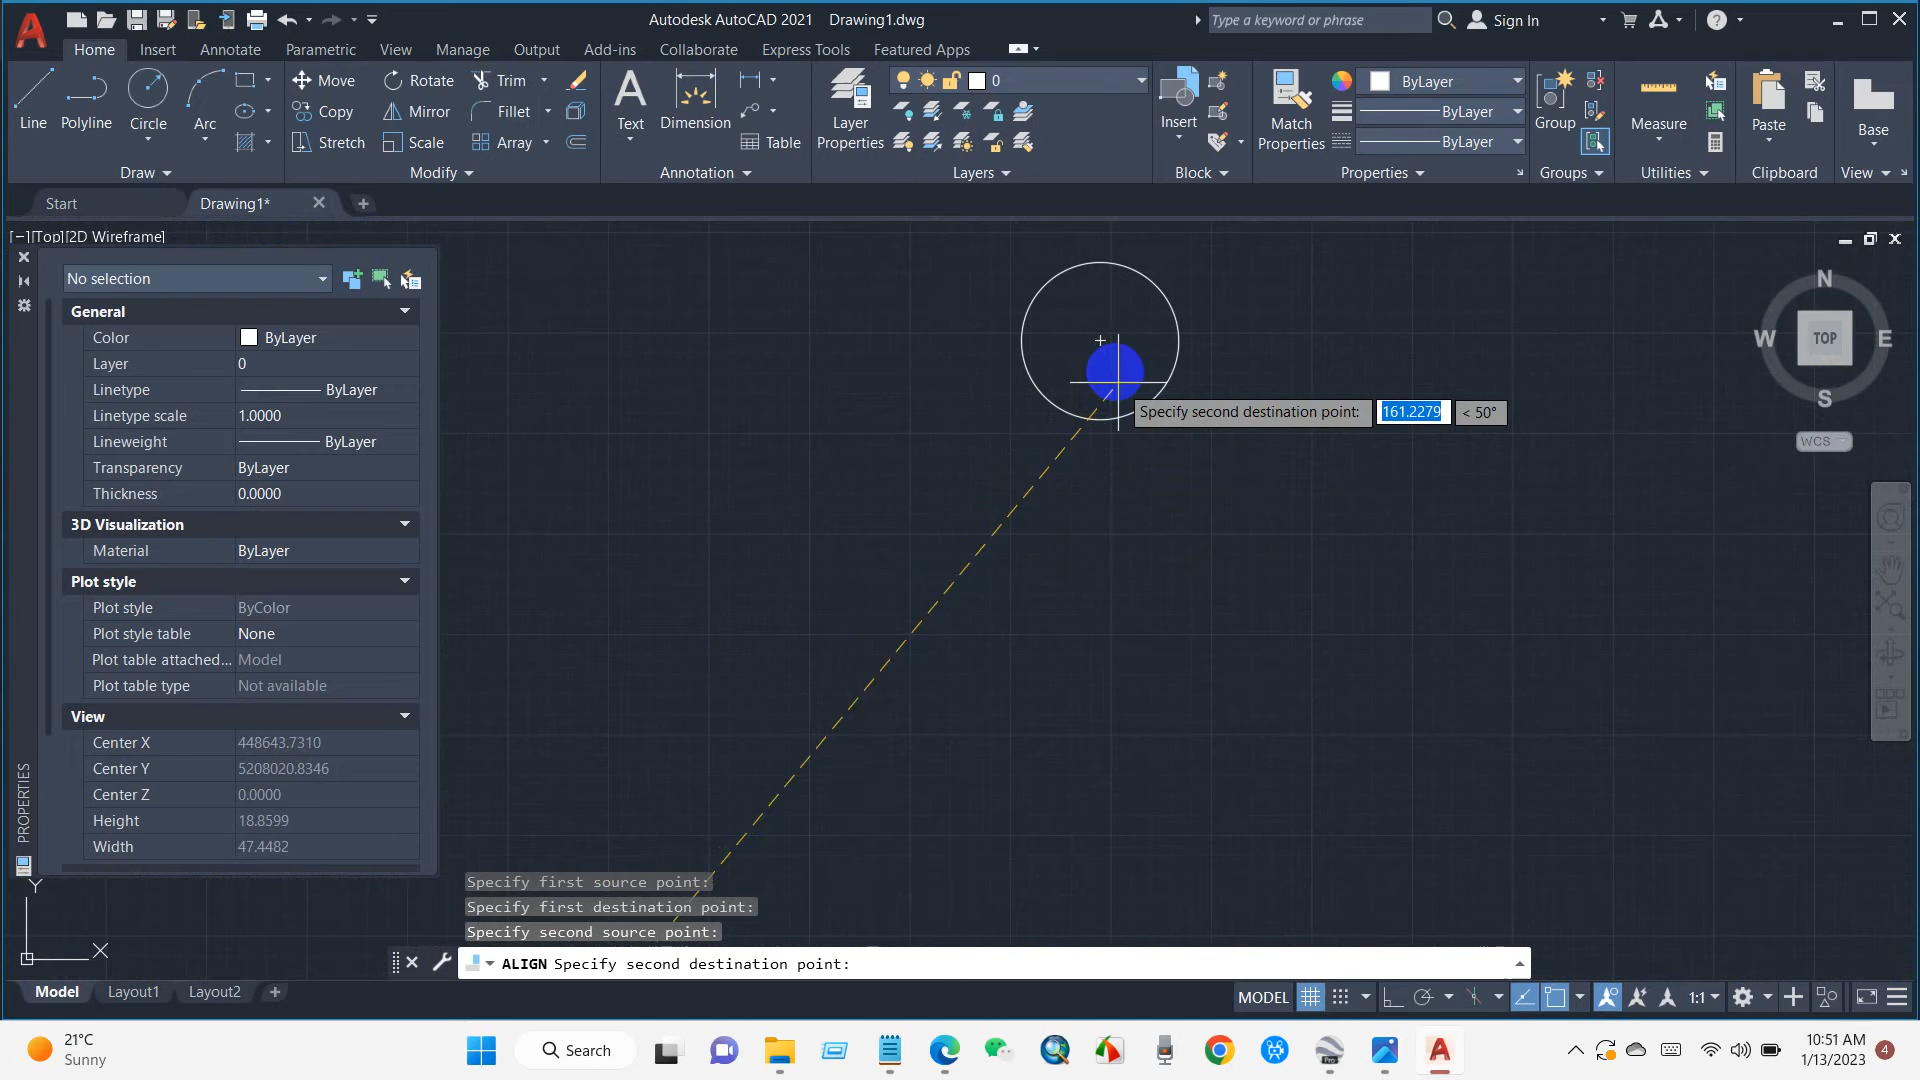 Autodesk AutoCAD 2021 Drawing1.dwg
Type a keyword or phrase
Sign In
Home Insert Annotate Parametric View Manage Output Add-ins Collaborate Express Tools Featured Apps
Line
Polyline
Circle
Arc
Move
Copy
Stretch
Rotate
Mirror
Scale
Trim
Fillet
Array
Text
Dimension
Table
Layer Properties
0
Insert
Match Properties
ByLayer
ByLayer
ByLayer
Group
Measure
Paste
Base
Draw Modify Annotation Layers Block Properties Groups Utilities Clipboard View
Start Drawing1*
[−][Top][2D Wireframe]
No selection
General
Color ByLayer
Layer 0
Linetype ByLayer
Linetype scale 1.0000
Lineweight ByLayer
Transparency ByLayer
Thickness 0.0000
3D Visualization
Material ByLayer
Plot style
Plot style ByColor
Plot style table None
Plot table attached... Model
Plot table type Not available
View
Center X 448643.7310
Center Y 5208020.8346
Center Z 0.0000
Height 18.8599
Width 47.4482
PROPERTIES
N
W TOP E
S
WCS
Specify second destination point: 161.2279 < 50°
Y
X
Specify first source point:
Specify first destination point:
Specify second source point:
ALIGN Specify second destination point:
Model Layout1 Layout2
MODEL 1:1
21°C
Sunny
Search
10:51 AM
1/13/2023
4